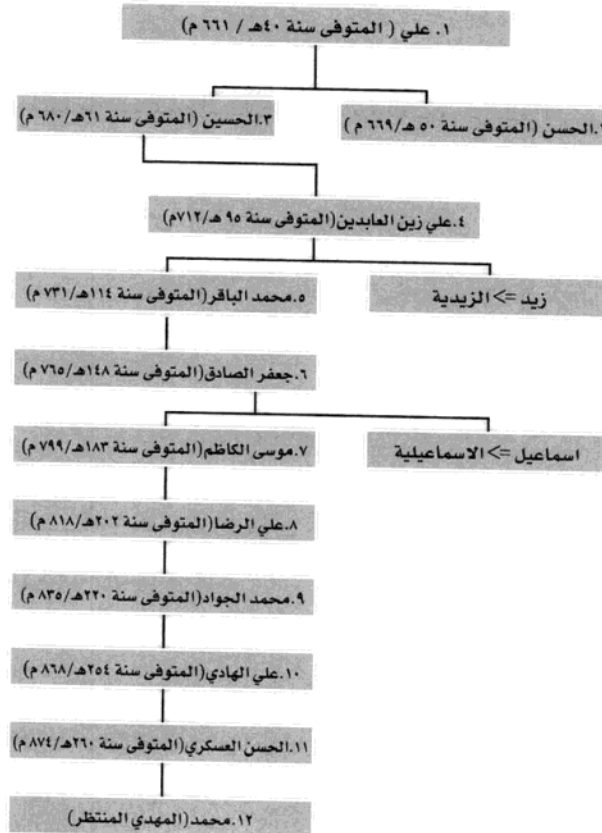 ١. علي ( المتوفى سنة ٤٠هـ / ٦٦١ م)
.الحسن (المتوفى سنة ٥٠ هـ/٦٦٩ م )
٣.الحسين (المتوفى سنة ٦١هـ/٦٨٠ م)
٤.علي زين العابدين(المتوفى سنة ٩٥ هـ/٧١٢م)
زيد => الزيدية
٥.محمد الباقر(المتوفى سنة ١١٤هـ/٧٣١ م)
٦.جعفر الصادق(المتوفى سنة ١٤٨هـ/٧٦٥ م)
اسماعيل => الاسماعيلية
٧.موسى الكاظم(المتوفى سنة ١٨٣هـ/٧٩٩ م)
٨.علي الرضا(المتوفى سنة ٢٠٢هـ/٨١٨ م)
٩.محمد الجواد(المتوفى سنة ٢٢٠هـ/٨٣٥ م)
١٠.علي الهادي(المتوفى سنة ٢٥٤هـ/٨٦٨ م)
١١.الحسن العسكري(المتوفى سنة ٢٦٠هـ/٨٧٤ م)
١٢.محمد(المهدي المنتظر)